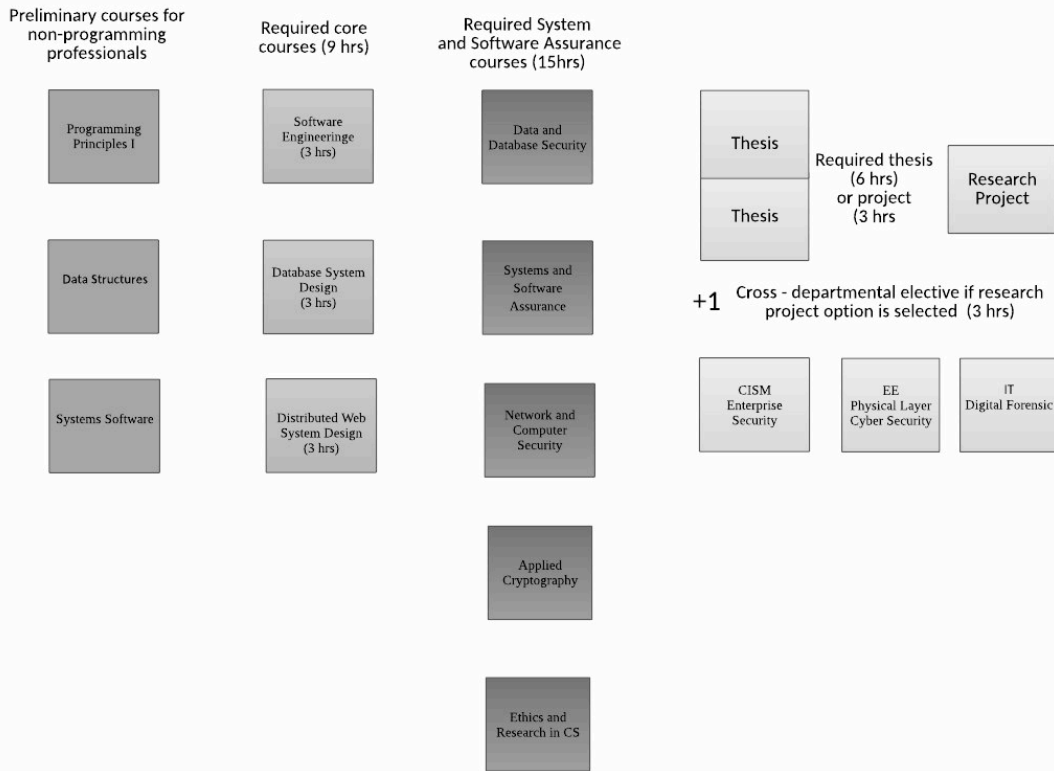 Preliminary courses for
non-programming
professionals
Programming
Principles I
Data Structures
Systems Software
Required core
courses (9 hrs)
Software
Engineeringe
(3 hrs)
Database System
Design
(3 hrs)
Distributed Web
System Design
(3 hrs)
Required System
and Software Assurance
courses (15hrs)
Data and
Database Security
Systems and
Software
Assurance
Network and
Computer
Security
Applied
Cryptography
Ethics and
Research in CS
Thesis
Thesis
Required thesis
(6 hrs)
or project
(3 hrs
Research
Project
+1
Cross - departmental elective if research
project option is selected (3 hrs)
CISM
Enterprise
Security
EE
Physical Layer
Cyber Security
IT
Digital Forensic